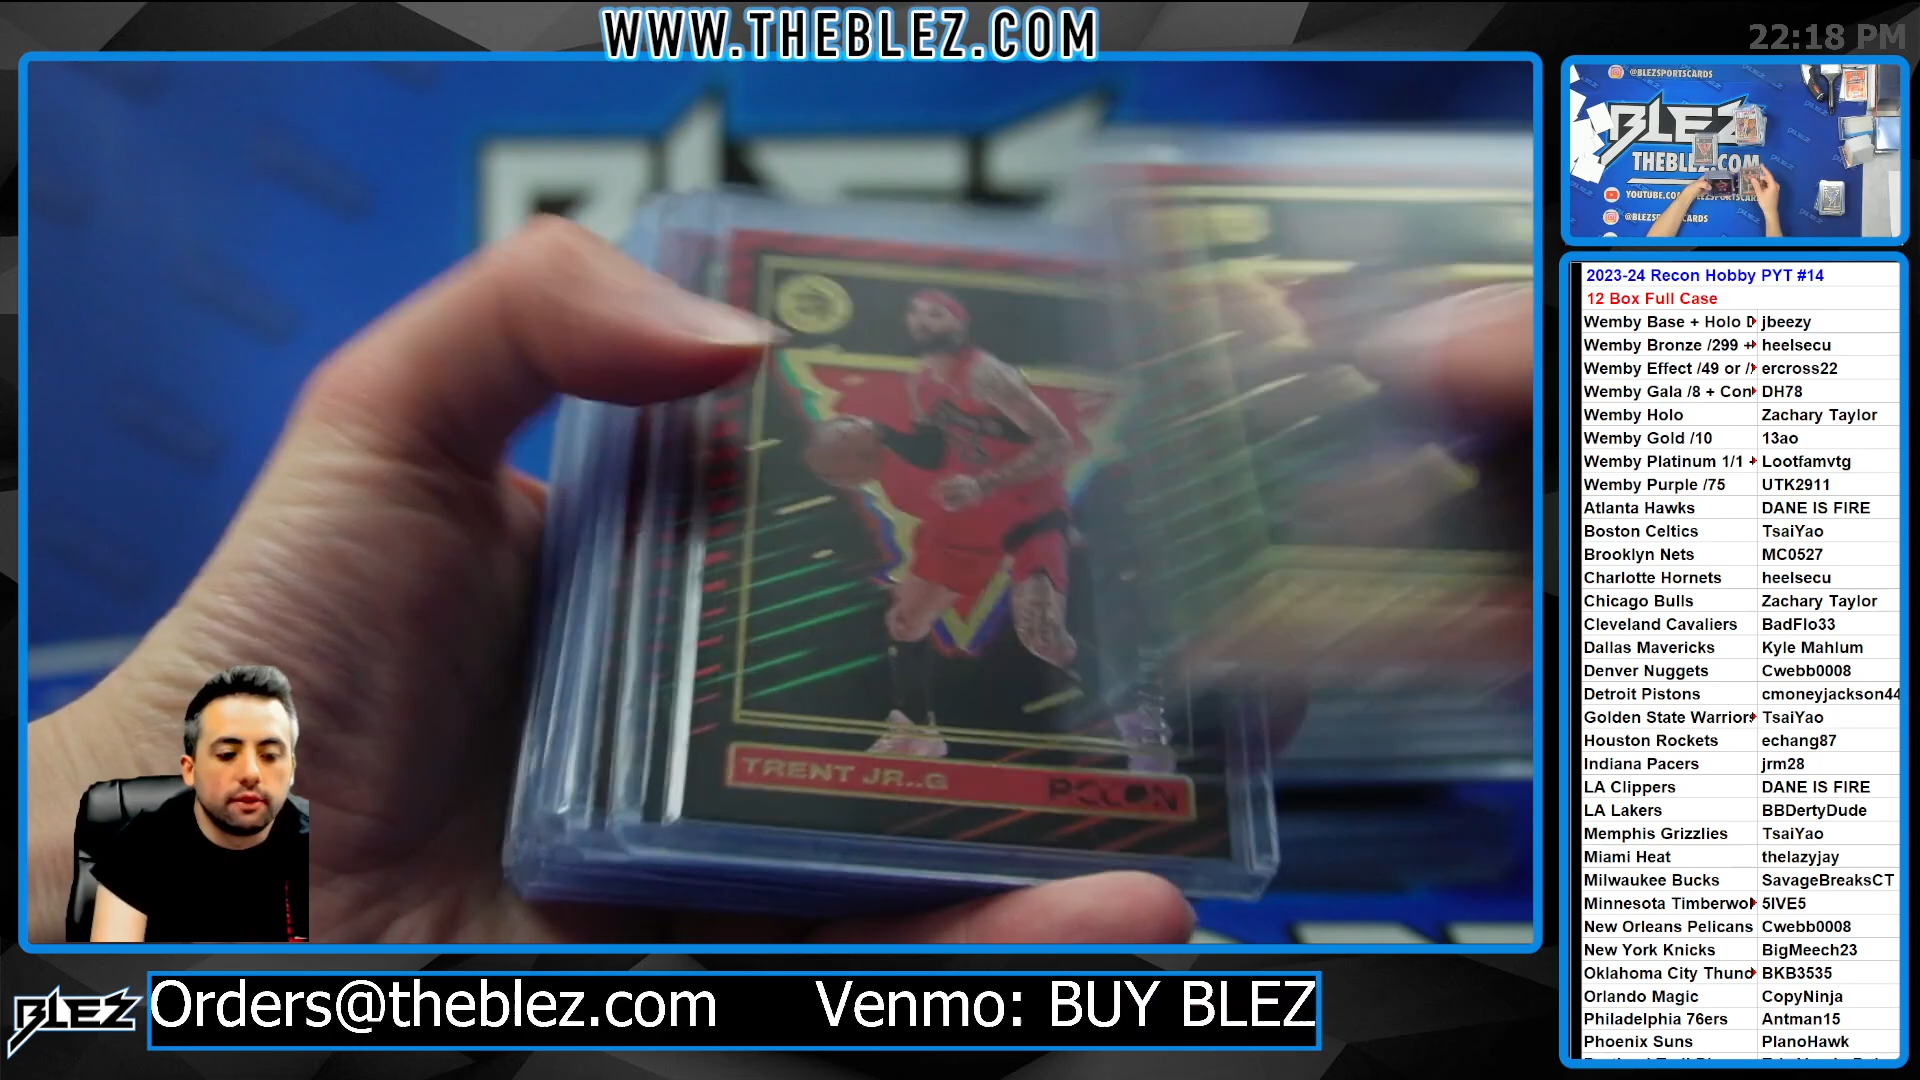 WWW.THEBLEZ.COM
22:18 PM
@BLEZSPORTSCARDS
BLEZ
THEBLEZ.COM
@BLEZSPORTSCARDS
TRENT JR..G
RECON
2023-24 Recon Hobby PYT #14
12 Box Full Case
Wemby Base + Holo D jbeezy
Wemby Bronze /299 + heelsecu
Wemby Effect /49 or / ercross22
Wemby Gala /8 + Con DH78
Wemby Holo Zachary Taylor
Wemby Gold /10 13ao
Wemby Platinum 1/1 + Lootfamvtg
Wemby Purple /75 UTK2911
Atlanta Hawks DANE IS FIRE
Boston Celtics TsaiYao
Brooklyn Nets MC0527
Charlotte Hornets heelsecu
Chicago Bulls Zachary Taylor
Cleveland Cavaliers BadFlo33
Dallas Mavericks Kyle Mahlum
Denver Nuggets Cwebb0008
Detroit Pistons cmoneyjackson44
Golden State Warriors TsaiYao
Houston Rockets echang87
Indiana Pacers jrm28
LA Clippers DANE IS FIRE
LA Lakers BBDertyDude
Memphis Grizzlies TsaiYao
Miami Heat thelazyjay
Milwaukee Bucks SavageBreaksCT
Minnesota Timberwol 5IVE5
New Orleans Pelicans Cwebb0008
New York Knicks BigMeech23
Oklahoma City Thund BKB3535
Orlando Magic CopyNinja
Philadelphia 76ers Antman15
Phoenix Suns PlanoHawk
BLEZ
Orders@theblez.com Venmo: BUY BLEZ